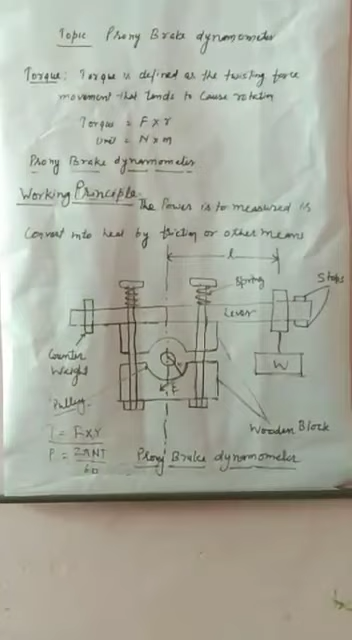 Topic Prony Brake dynamometer
Torque: Torque is defined as the twisting force
movement that tends to cause rotation
Torque = F x r
Unit = N x m
Prony Brake dynamometer
Working Principle: The Power is to measured is
Convert into heat by friction or other means
l
Spring
Stops
Lever
Counter
Weight
W
Pulley
F
Wooden Block
T = F x r
P = 2πNT
60
Prony Brake dynamometer